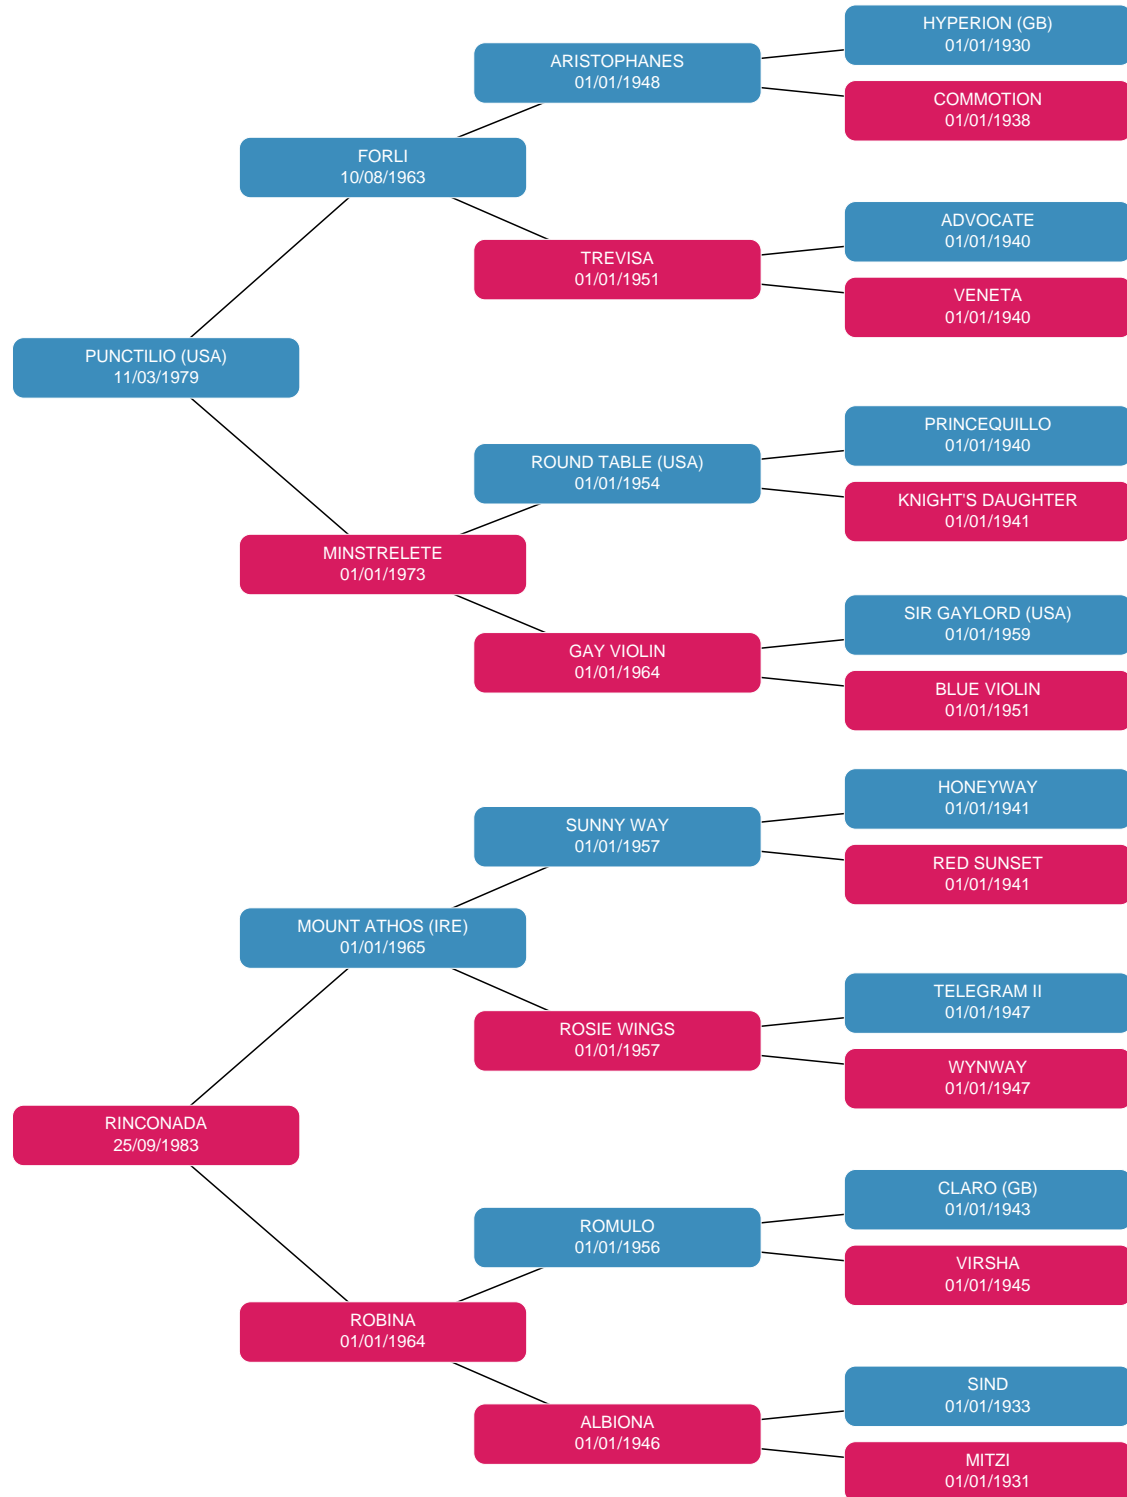 HYPERION (GB)
01/01/1930
ARISTOPHANES
01/01/1948
COMMOTION
01/01/1938
FORLI
10/08/1963
ADVOCATE
01/01/1940
TREVISA
01/01/1951
VENETA
01/01/1940
PUNCTILIO (USA)
11/03/1979
PRINCEQUILLO
01/01/1940
ROUND TABLE (USA)
01/01/1954
KNIGHT'S DAUGHTER
01/01/1941
MINSTRELETE
01/01/1973
SIR GAYLORD (USA)
01/01/1959
GAY VIOLIN
01/01/1964
BLUE VIOLIN
01/01/1951
HONEYWAY
01/01/1941
SUNNY WAY
01/01/1957
RED SUNSET
01/01/1941
MOUNT ATHOS (IRE)
01/01/1965
TELEGRAM II
01/01/1947
ROSIE WINGS
01/01/1957
WYNWAY
01/01/1947
RINCONADA
25/09/1983
CLARO (GB)
01/01/1943
ROMULO
01/01/1956
VIRSHA
01/01/1945
ROBINA
01/01/1964
SIND
01/01/1933
ALBIONA
01/01/1946
MITZI
01/01/1931